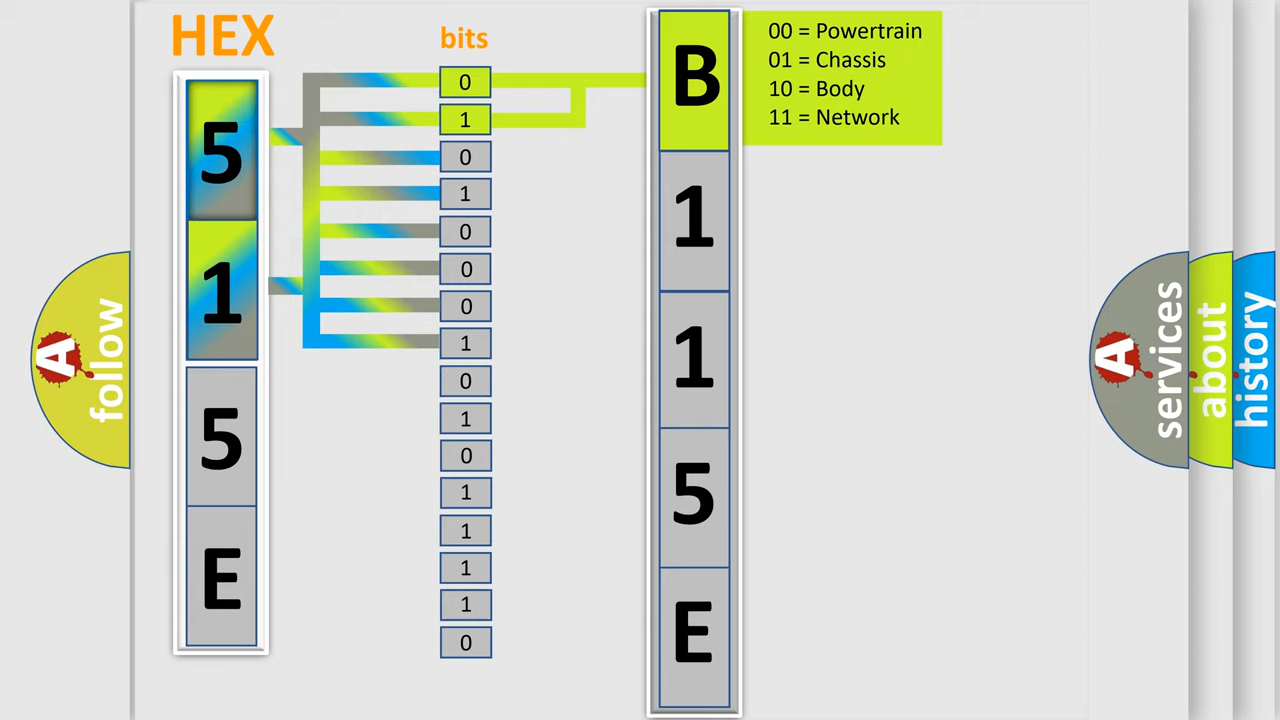 HEX
bits
5
1
5
E
0
1
0
1
0
0
0
1
0
1
0
1
1
1
1
0
B
1
1
5
E
00 = Powertrain
01 = Chassis
10 = Body
11 = Network
A
follow
A
services
about
history